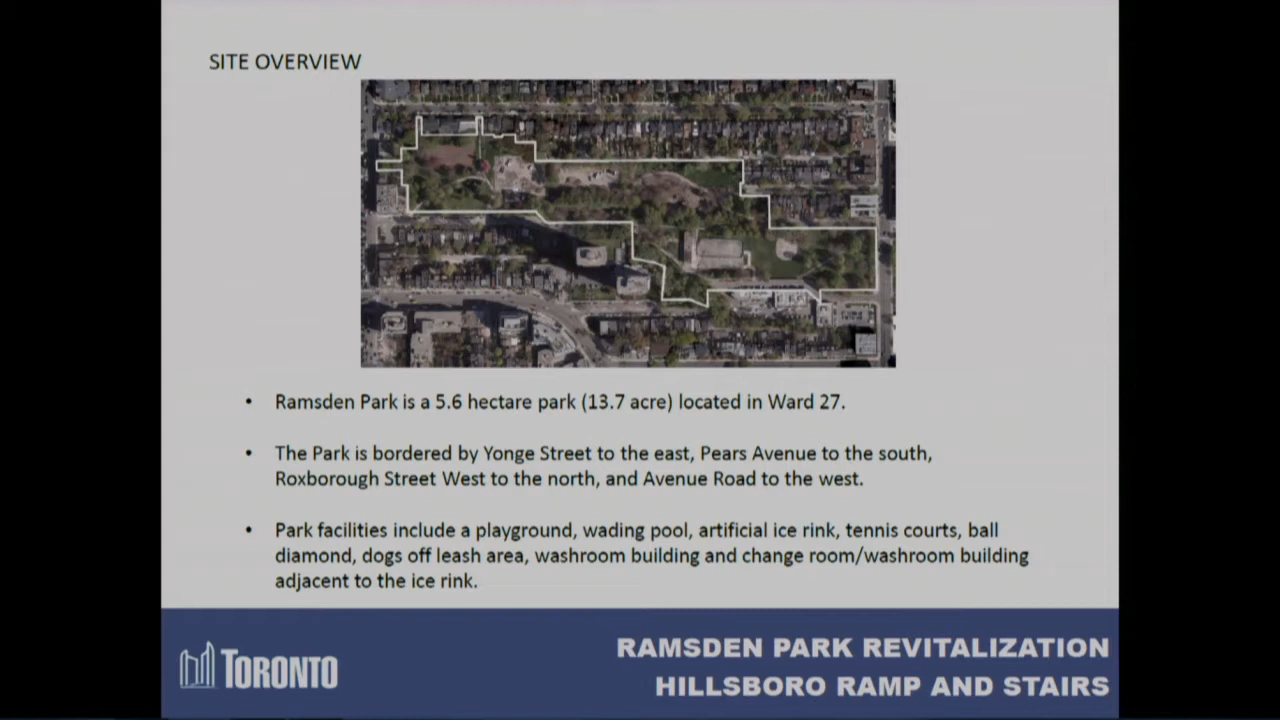 SITE OVERVIEW
• Ramsden Park is a 5.6 hectare park (13.7 acre) located in Ward 27.
• The Park is bordered by Yonge Street to the east, Pears Avenue to the south,
Roxborough Street West to the north, and Avenue Road to the west.
• Park facilities include a playground, wading pool, artificial ice rink, tennis courts, ball
diamond, dogs off leash area, washroom building and change room/washroom building
adjacent to the ice rink.
TORONTO
RAMSDEN PARK REVITALIZATION
HILLSBORO RAMP AND STAIRS